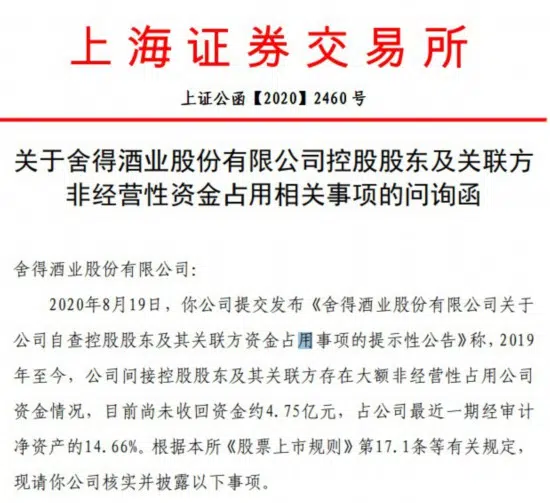 上海证券交易所
上证公函【2020】2460号
关于舍得酒业股份有限公司控股股东及关联方
非经营性资金占用相关事项的问询函
舍得酒业股份有限公司：
2020年8月19日，你公司提交发布《舍得酒业股份有限公司关于
公司自查控股股东及其关联方资金占用事项的提示性公告》称，2019
年至今，公司间接控股股东及其关联方存在大额非经营性占用公司
资金情况，目前尚未收回资金约4.75亿元，占公司最近一期经审计
净资产的14.66%。根据本所《股票上市规则》第17.1条等有关规定，
现请你公司核实并披露以下事项。